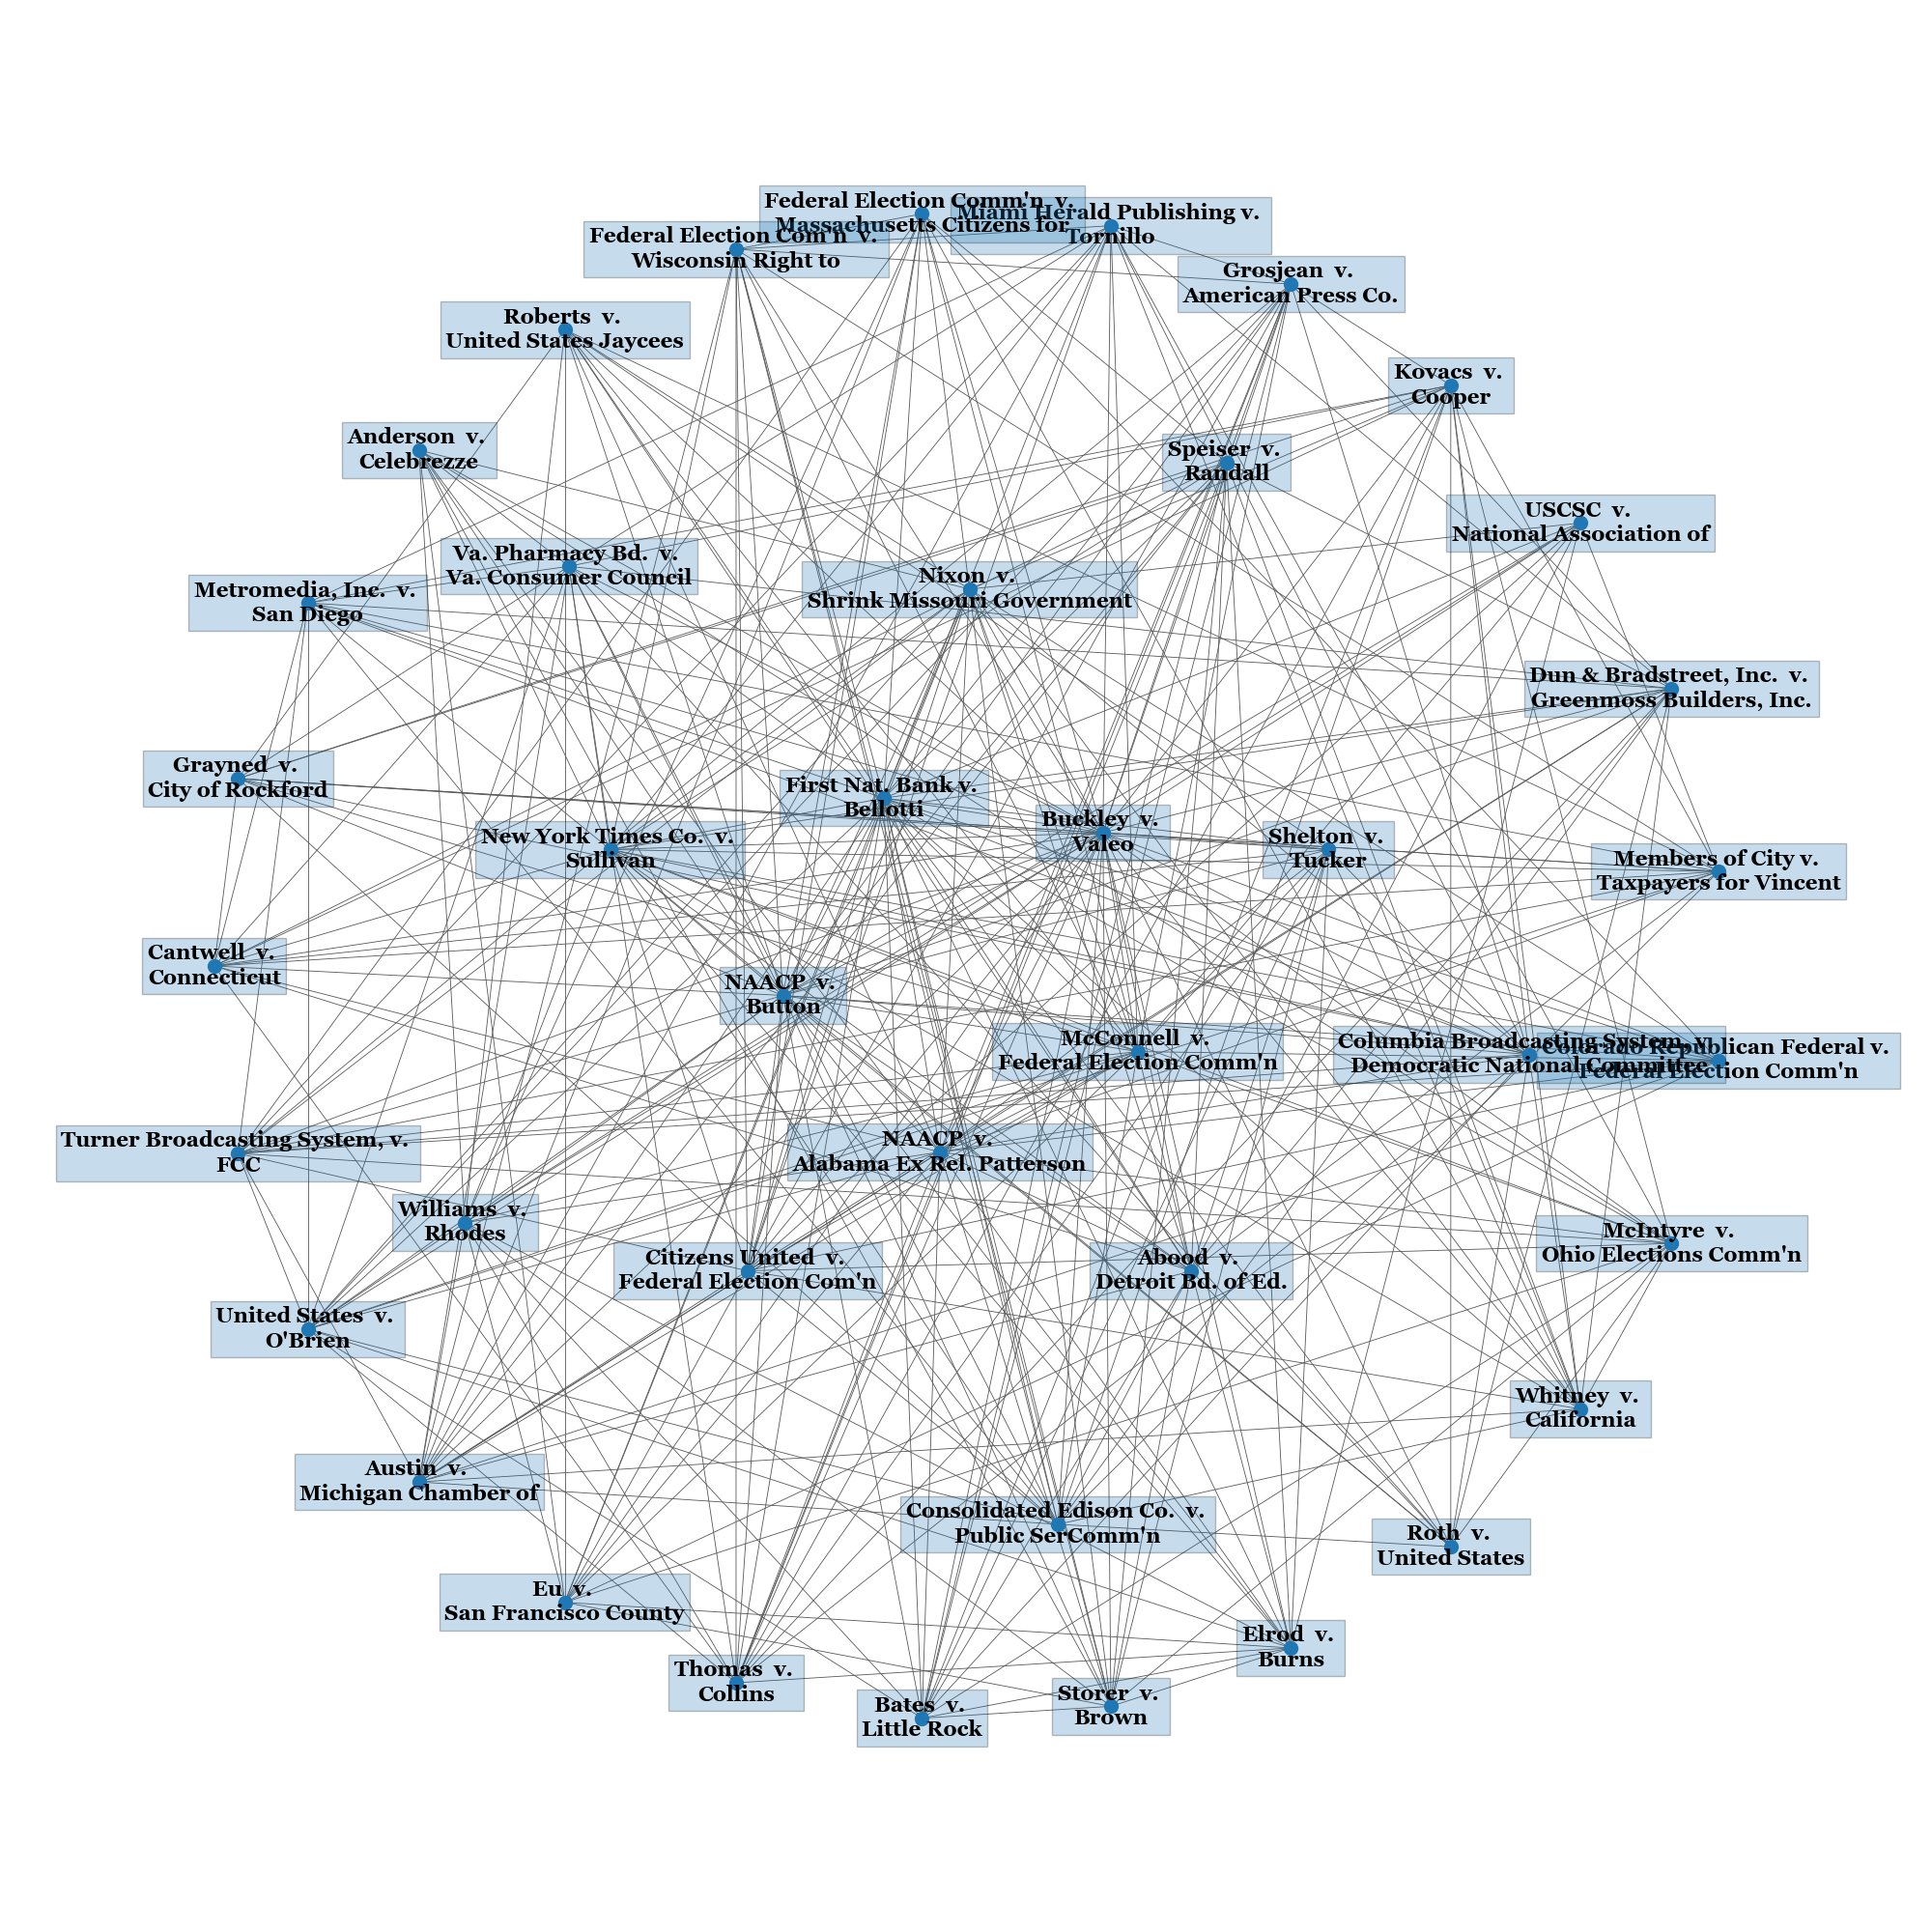 Federal Election Comm'n v.
Massachusetts Citizens for
Miami Herald Publishing v.
Tornillo
Federal Election Com'n  v.
Wisconsin Right to
Grosjean  v.
American Press Co.
Roberts  v.
United States Jaycees
Kovacs  v.
Cooper
Anderson  v.
Celebrezze
Speiser  v.
Randall
USCSC  v.
National Association of
Va. Pharmacy Bd.  v.
Va. Consumer Council
Nixon  v.
Shrink Missouri Government
Metromedia, Inc.  v.
San Diego
Dun & Bradstreet, Inc.  v.
Greenmoss Builders, Inc.
Grayned  v.
City of Rockford
First Nat. Bank v.
Bellotti
Buckley  v.
Valeo
New York Times Co.  v.
Sullivan
Shelton  v.
Tucker
Members of City v.
Taxpayers for Vincent
Cantwell  v.
Connecticut
NAACP  v.
Button
McConnell  v.
Federal Election Comm'n
Columbia Broadcasting System, v.
Democratic National Committee
Colorado Republican Federal v.
Federal Election Comm'n
Turner Broadcasting System, v.
FCC
NAACP  v.
Alabama Ex Rel. Patterson
Williams  v.
Rhodes
McIntyre  v.
Ohio Elections Comm'n
Citizens United  v.
Federal Election Com'n
Abood  v.
Detroit Bd. of Ed.
United States  v.
O'Brien
Whitney  v.
California
Austin  v.
Michigan Chamber of
Consolidated Edison Co.  v.
Public SerComm'n
Roth  v.
United States
Eu  v.
San Francisco County
Elrod  v.
Burns
Thomas  v.
Collins
Bates  v.
Little Rock
Storer  v.
Brown